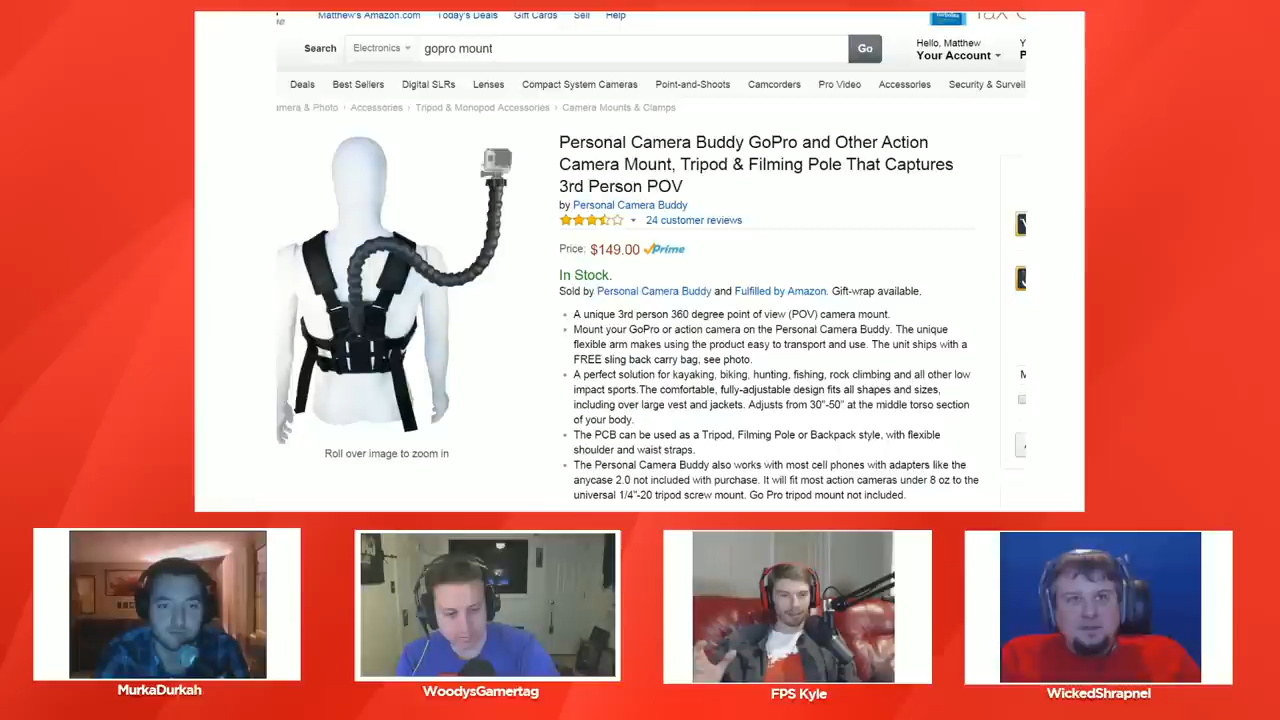 Matthew's Amazon.com Today's Deals Gift Cards Sell Help
Search Electronics gopro mount Go
Hello, Matthew
Your Account
Deals Best Sellers Digital SLRs Lenses Compact System Cameras Point-and-Shoots Camcorders Pro Video Accessories Security & Surveil
mera & Photo › Accessories › Tripod & Monopod Accessories › Camera Mounts & Clamps
Personal Camera Buddy GoPro and Other Action
Camera Mount, Tripod & Filming Pole That Captures
3rd Person POV
by Personal Camera Buddy
24 customer reviews
Price: $149.00 Prime
In Stock.
Sold by Personal Camera Buddy and Fulfilled by Amazon. Gift-wrap available.
A unique 3rd person 360 degree point of view (POV) camera mount.
Mount your GoPro or action camera on the Personal Camera Buddy. The unique
flexible arm makes using the product easy to transport and use. The unit ships with a
FREE sling back carry bag, see photo.
A perfect solution for kayaking, biking, hunting, fishing, rock climbing and all other low
impact sports.The comfortable, fully-adjustable design fits all shapes and sizes,
including over large vest and jackets. Adjusts from 30"-50" at the middle torso section
of your body.
The PCB can be used as a Tripod, Filming Pole or Backpack style, with flexible
shoulder and waist straps.
The Personal Camera Buddy also works with most cell phones with adapters like the
anycase 2.0 not included with purchase. It will fit most action cameras under 8 oz to the
universal 1/4"-20 tripod screw mount. Go Pro tripod mount not included.
Roll over image to zoom in
MurkaDurkah
WoodysGamertag
FPS Kyle
WickedShrapnel